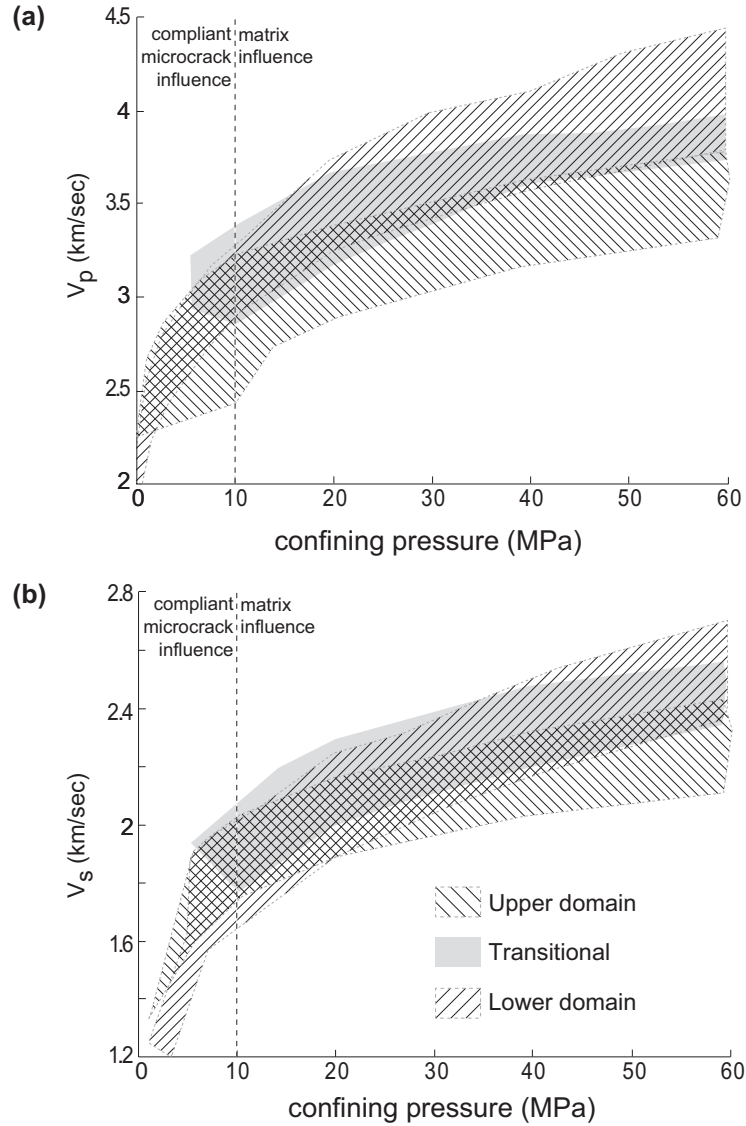 (a)
compliant matrix
microcrack influence
influence
4.5
4
3.5
3
2.5
2
Vp (km/sec)
0 10 20 30 40 50 60
confining pressure (MPa)
(b)
compliant matrix
microcrack influence
influence
2.8
2.4
2
1.6
1.2
Vs (km/sec)
Upper domain
Transitional
Lower domain
0 10 20 30 40 50 60
confining pressure (MPa)